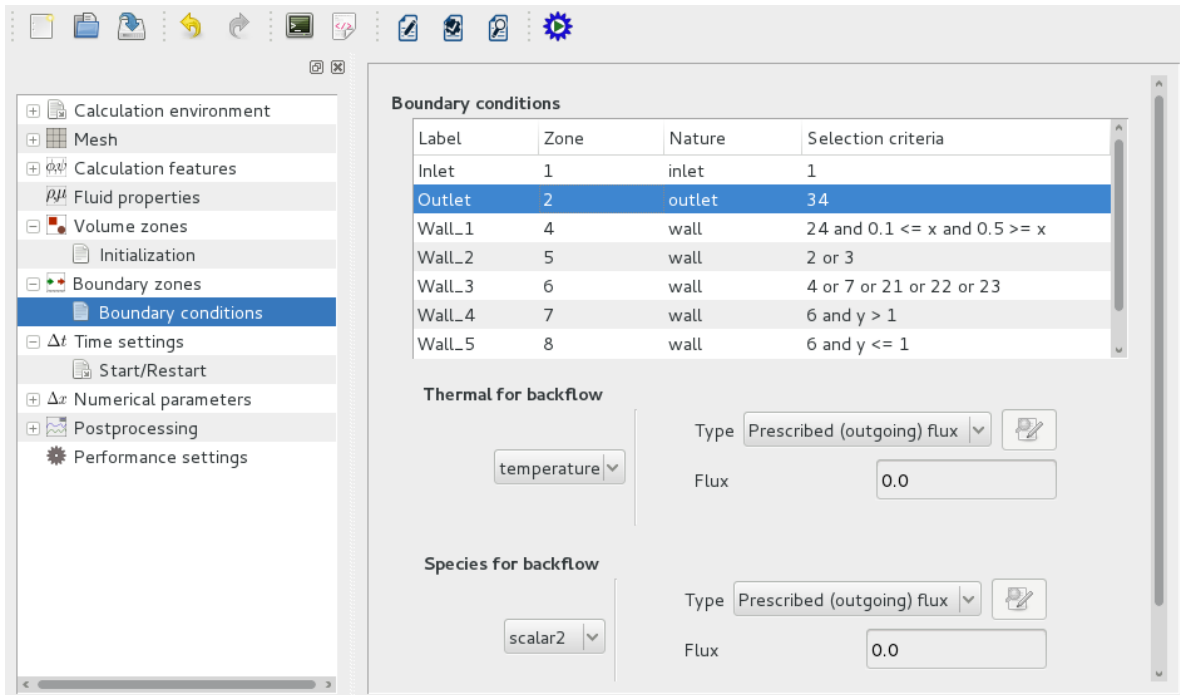 Calculation environment
Mesh
Calculation features
Fluid properties
Volume zones
Initialization
Boundary zones
Boundary conditions
Δt Time settings
Start/Restart
Δx Numerical parameters
Postprocessing
Performance settings
Boundary conditions
Label Zone Nature Selection criteria
Inlet 1 inlet 1
Outlet 2 outlet 34
Wall_1 4 wall 24 and 0.1 <= x and 0.5 >= x
Wall_2 5 wall 2 or 3
Wall_3 6 wall 4 or 7 or 21 or 22 or 23
Wall_4 7 wall 6 and y > 1
Wall_5 8 wall 6 and y <= 1
Thermal for backflow
temperature
Type Prescribed (outgoing) flux
Flux 0.0
Species for backflow
scalar2
Type Prescribed (outgoing) flux
Flux 0.0